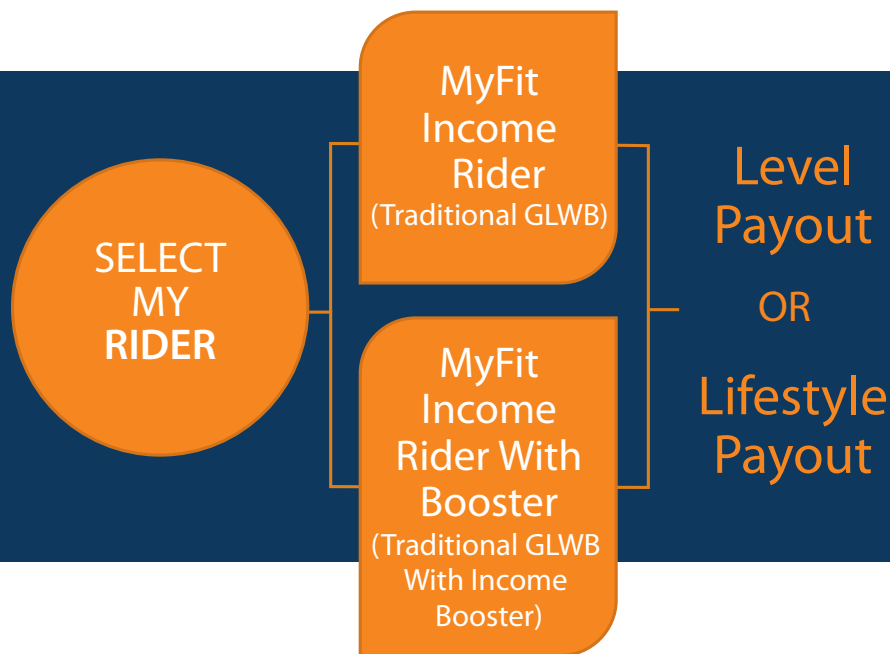 SELECT
MY
RIDER
MyFit
Income
Rider
(Traditional GLWB)
MyFit
Income
Rider With
Booster
(Traditional GLWB
With Income
Booster)
Level
Payout
OR
Lifestyle
Payout